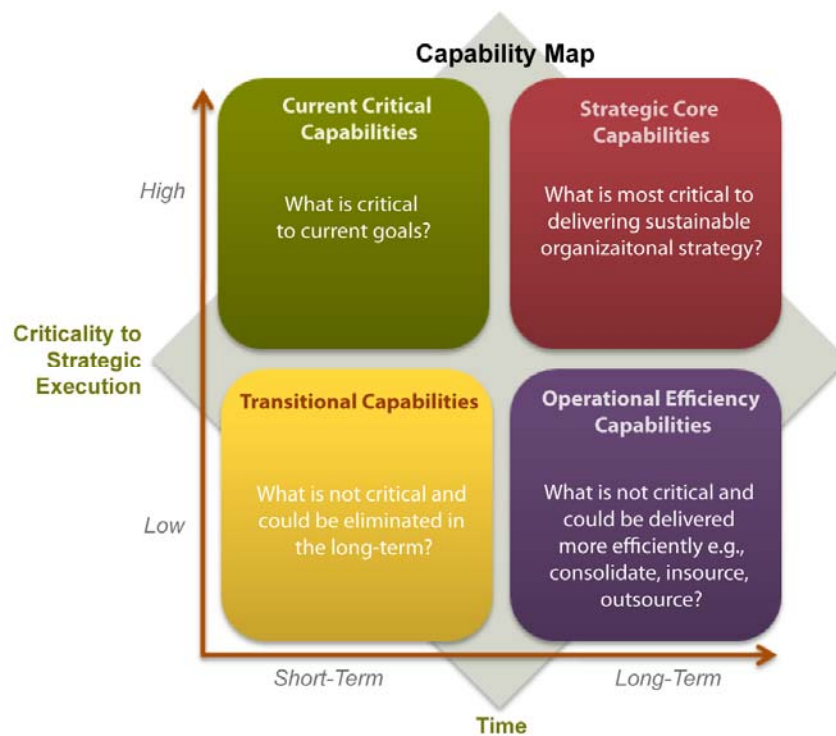 Capability Map
Current Critical
Capabilities
What is critical
to current goals?
Strategic Core
Capabilities
What is most critical to
delivering sustainable
organizaitonal strategy?
High
Criticality to
Strategic
Execution
Transitional Capabilities
What is not critical and
could be eliminated in
the long-term?
Operational Efficiency
Capabilities
What is not critical and
could be delivered
more efficiently e.g.,
consolidate, insource,
outsource?
Low
Short-Term
Long-Term
Time